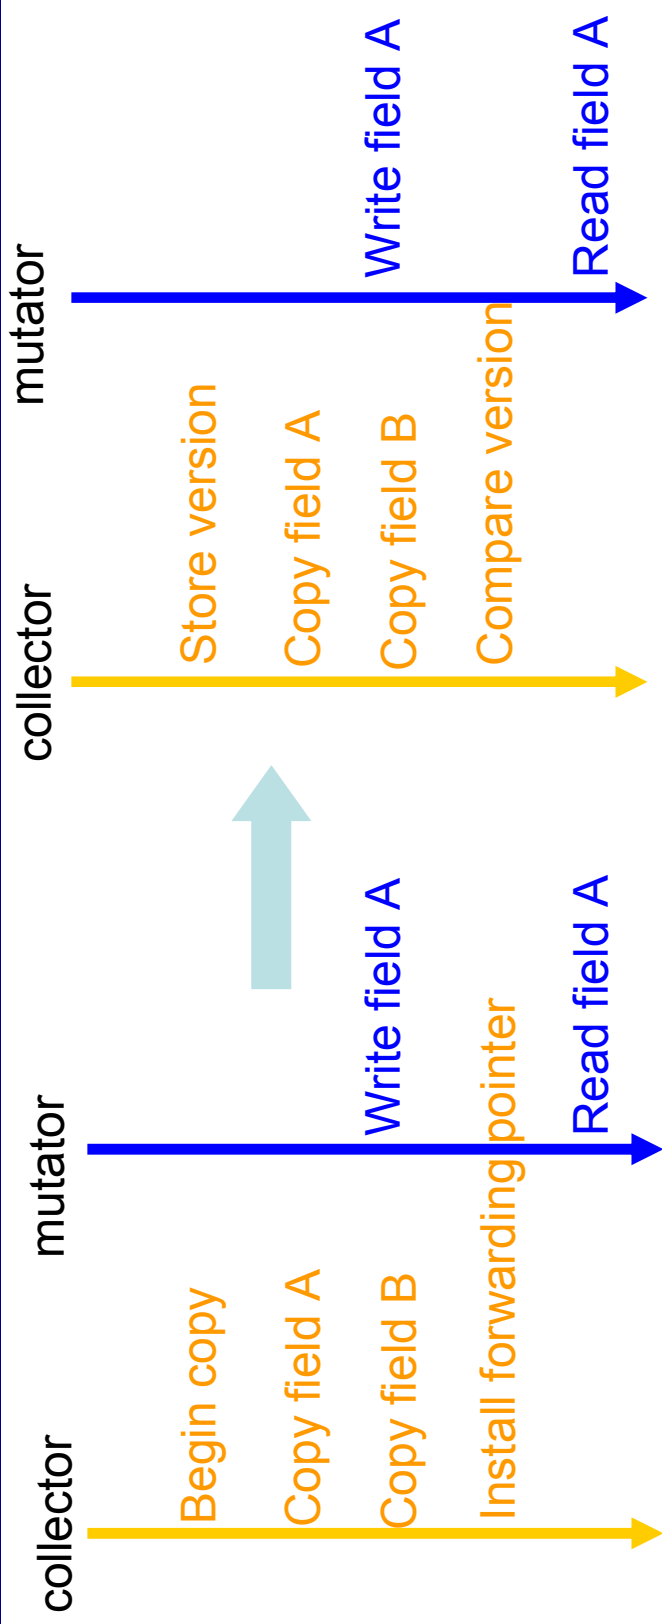 collector
mutator
Begin copy
Copy field A
Copy field B
Write field A
Install forwarding pointer
Read field A
collector
mutator
Store version
Copy field A
Copy field B
Write field A
Compare version
Read field A